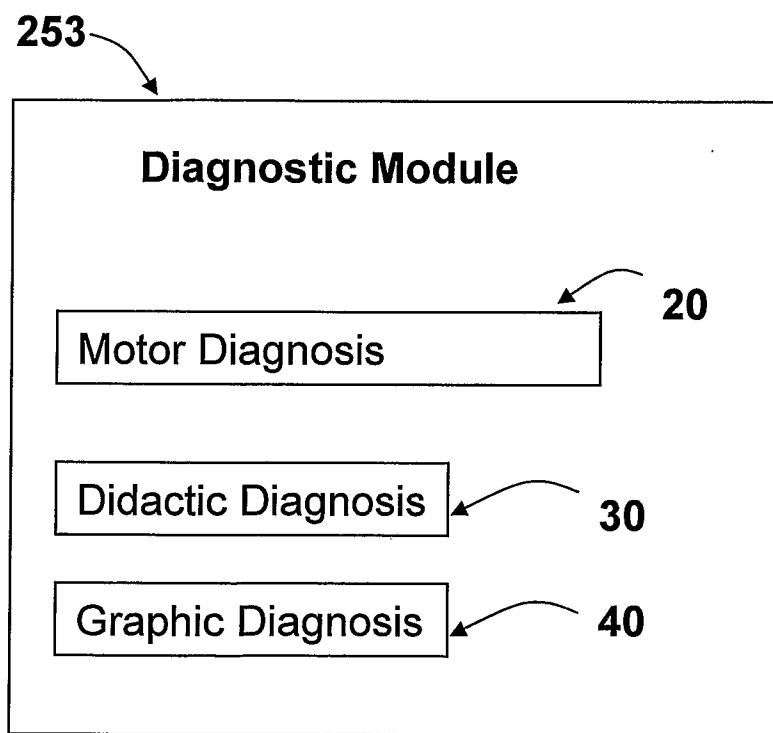 253
Diagnostic Module
20
Motor Diagnosis
Didactic Diagnosis
30
Graphic Diagnosis
40